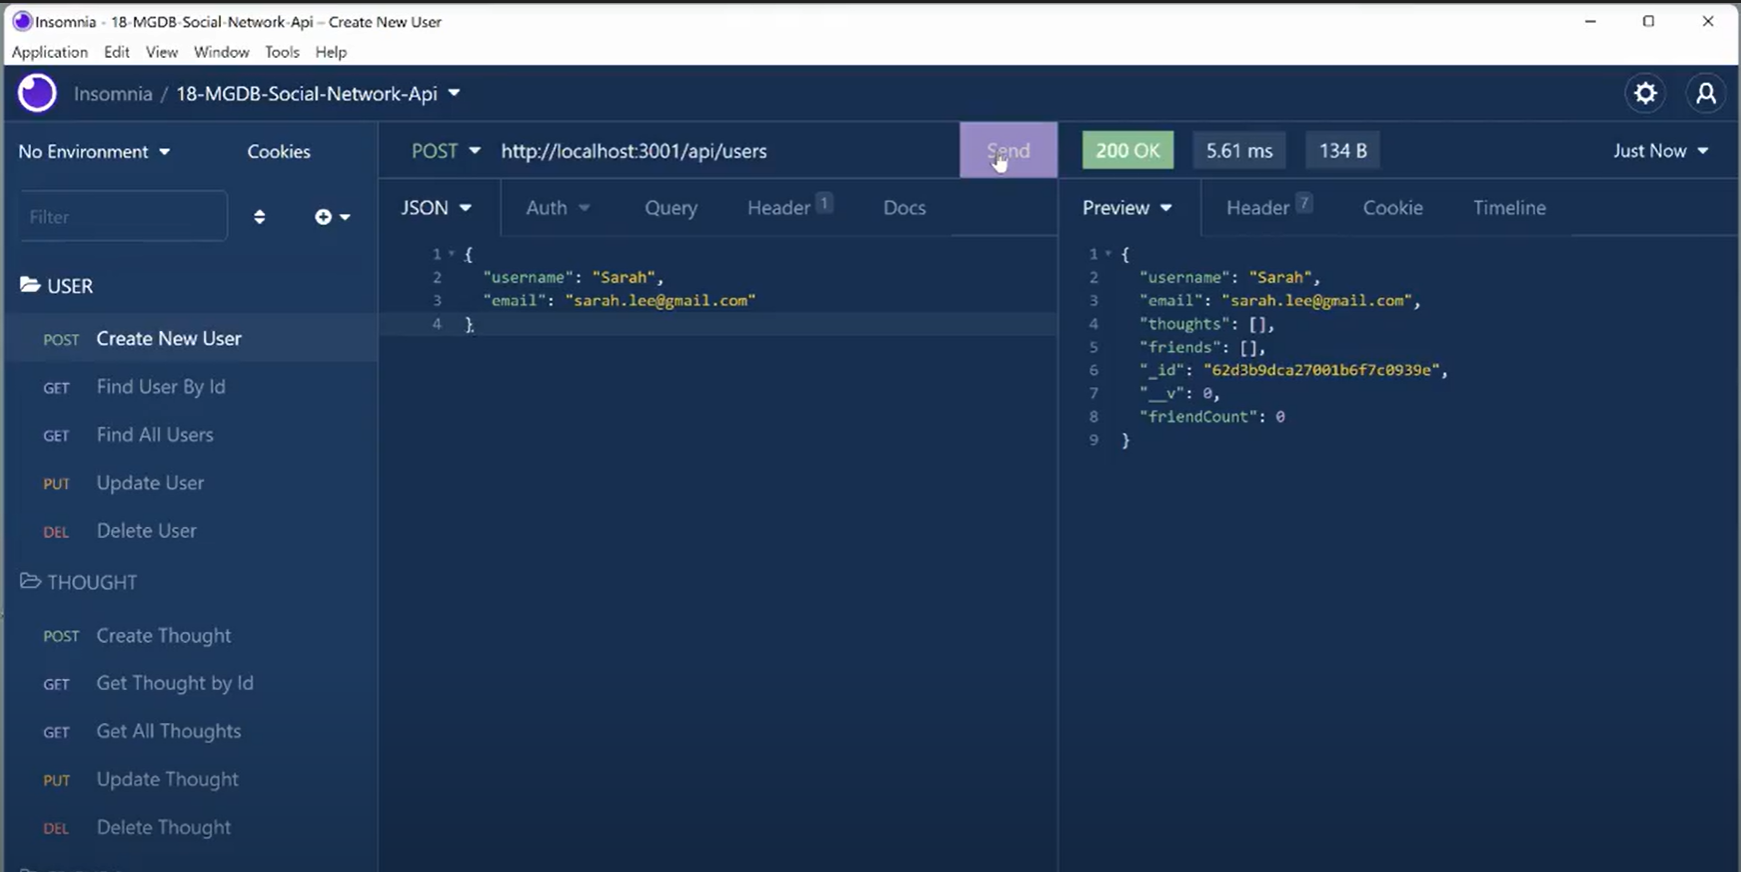 Insomnia - 18-MGDB-Social-Network-Api – Create New User
Application Edit View Window Tools Help
Insomnia / 18-MGDB-Social-Network-Api
No Environment Cookies
Filter
USER
POST Create New User
GET Find User By Id
GET Find All Users
PUT Update User
DEL Delete User
THOUGHT
POST Create Thought
GET Get Thought by Id
GET Get All Thoughts
PUT Update Thought
DEL Delete Thought
POST http://localhost:3001/api/users Send
JSON Auth Query Header 1 Docs
1 {
2 "username": "Sarah",
3 "email": "sarah.lee@gmail.com"
4 }
200 OK 5.61 ms 134 B Just Now
Preview Header 7 Cookie Timeline
1 {
2 "username": "Sarah",
3 "email": "sarah.lee@gmail.com",
4 "thoughts": [],
5 "friends": [],
6 "_id": "62d3b9dca27001b6f7c0939e",
7 "__v": 0,
8 "friendCount": 0
9 }